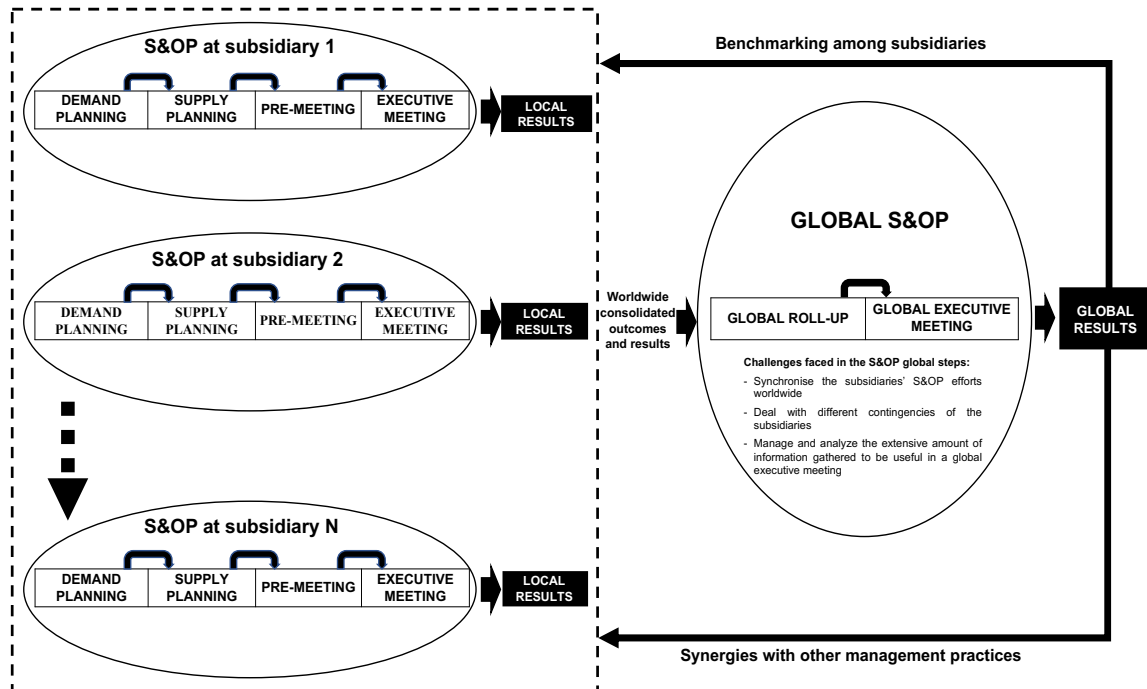 S&OP at subsidiary 1
DEMAND
PLANNING
SUPPLY
PLANNING
PRE-MEETING
EXECUTIVE
MEETING
LOCAL
RESULTS
S&OP at subsidiary 2
DEMAND
PLANNING
SUPPLY
PLANNING
PRE-MEETING
EXECUTIVE
MEETING
LOCAL
RESULTS
S&OP at subsidiary N
DEMAND
PLANNING
SUPPLY
PLANNING
PRE-MEETING
EXECUTIVE
MEETING
LOCAL
RESULTS
Worldwide
consolidated
outcomes
and results
Benchmarking among subsidiaries
GLOBAL S&OP
GLOBAL ROLL-UP
GLOBAL EXECUTIVE
MEETING
Challenges faced in the S&OP global steps:
- Synchronise the subsidiaries' S&OP efforts
worldwide
- Deal with different contingencies of the
subsidiaries
- Manage and analyze the extensive amount of
information gathered to be useful in a global
executive meeting
GLOBAL
RESULTS
Synergies with other management practices